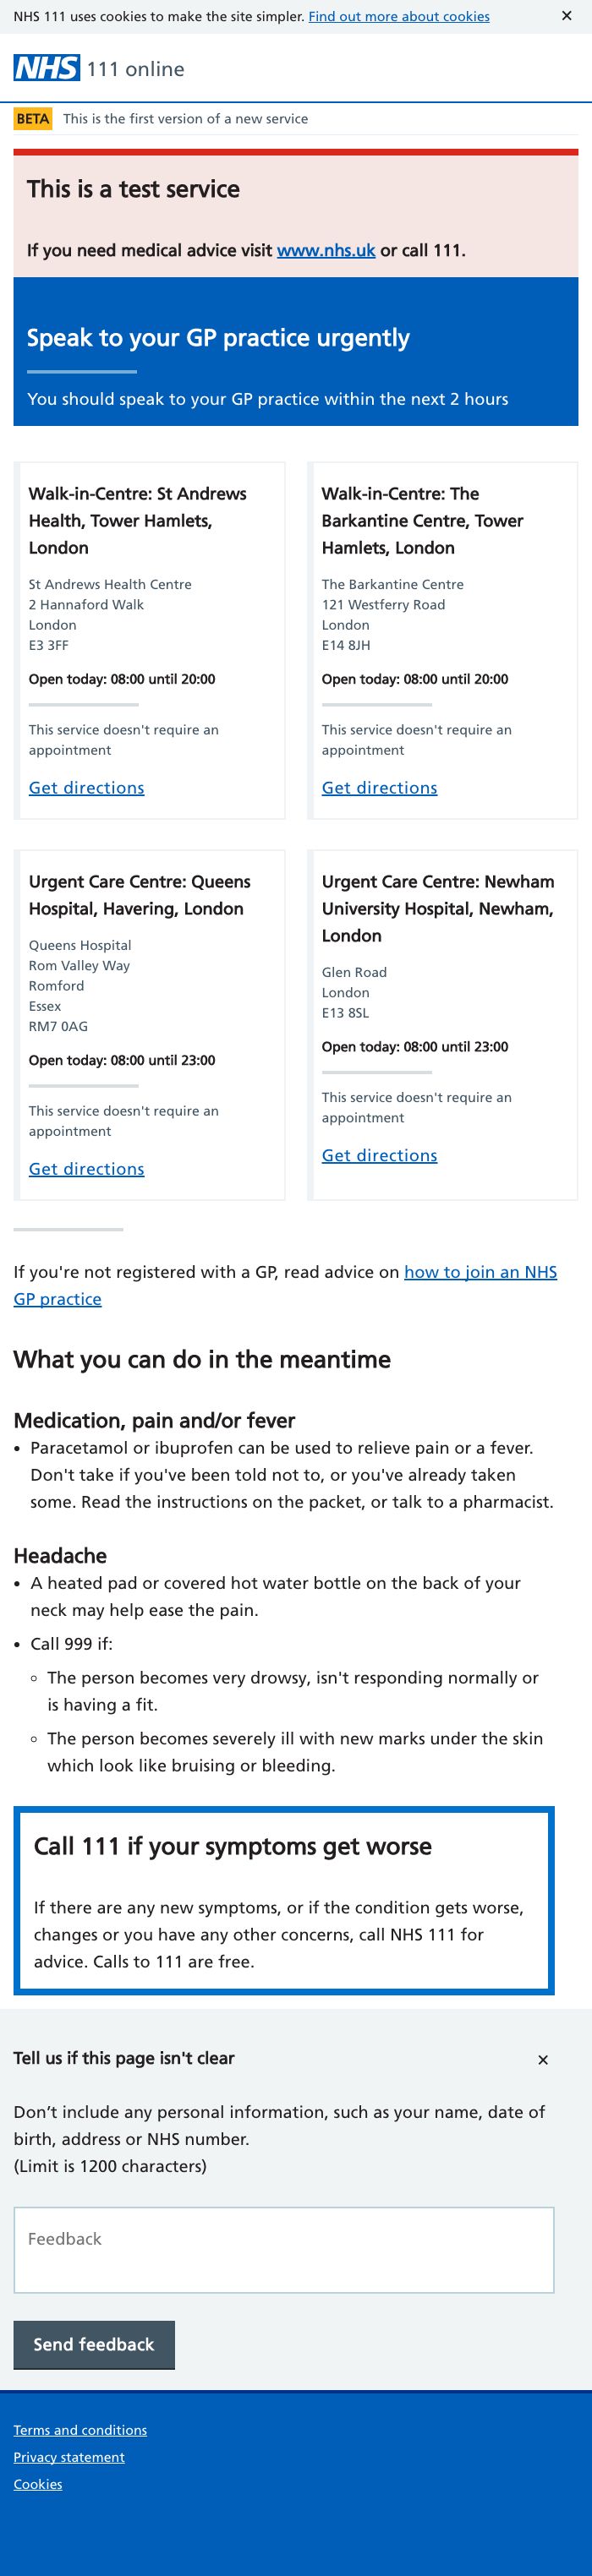 NHS 111 uses cookies to make the site simpler. Find out more about cookies ✕
NHS 111 online
BETA This is the first version of a new service
This is a test service
If you need medical advice visit www.nhs.uk or call 111.
Speak to your GP practice urgently
You should speak to your GP practice within the next 2 hours
Walk-in-Centre: St Andrews
Health, Tower Hamlets,
London
St Andrews Health Centre
2 Hannaford Walk
London
E3 3FF
Open today: 08:00 until 20:00
This service doesn't require an
appointment
Get directions
Walk-in-Centre: The
Barkantine Centre, Tower
Hamlets, London
The Barkantine Centre
121 Westferry Road
London
E14 8JH
Open today: 08:00 until 20:00
This service doesn't require an
appointment
Get directions
Urgent Care Centre: Queens
Hospital, Havering, London
Queens Hospital
Rom Valley Way
Romford
Essex
RM7 0AG
Open today: 08:00 until 23:00
This service doesn't require an
appointment
Get directions
Urgent Care Centre: Newham
University Hospital, Newham,
London
Glen Road
London
E13 8SL
Open today: 08:00 until 23:00
This service doesn't require an
appointment
Get directions
If you're not registered with a GP, read advice on how to join an NHS
GP practice
What you can do in the meantime
Medication, pain and/or fever
• Paracetamol or ibuprofen can be used to relieve pain or a fever.
Don't take if you've been told not to, or you've already taken
some. Read the instructions on the packet, or talk to a pharmacist.
Headache
• A heated pad or covered hot water bottle on the back of your
neck may help ease the pain.
• Call 999 if:
◦ The person becomes very drowsy, isn't responding normally or
is having a fit.
◦ The person becomes severely ill with new marks under the skin
which look like bruising or bleeding.
Call 111 if your symptoms get worse
If there are any new symptoms, or if the condition gets worse,
changes or you have any other concerns, call NHS 111 for
advice. Calls to 111 are free.
Tell us if this page isn't clear ✕
Don’t include any personal information, such as your name, date of
birth, address or NHS number.
(Limit is 1200 characters)
Feedback
Send feedback
Terms and conditions
Privacy statement
Cookies